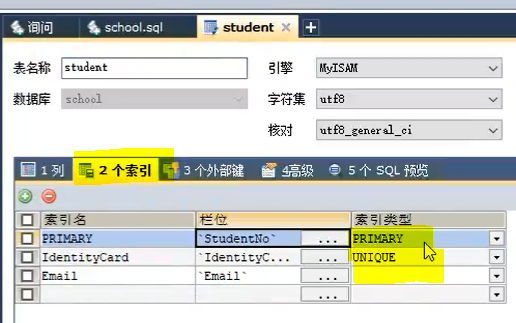 询问 school.sql student
表名称 student 引擎 MyISAM
数据库 school 字符集 utf8
核对 utf8_general_ci
1 列 2 个索引 3 个外部键 4高级 5 个 SQL 预览
索引名 栏位 索引类型
PRIMARY `StudentNo` ... PRIMARY
IdentityCard `IdentityC... ... UNIQUE
Email `Email` ...
...